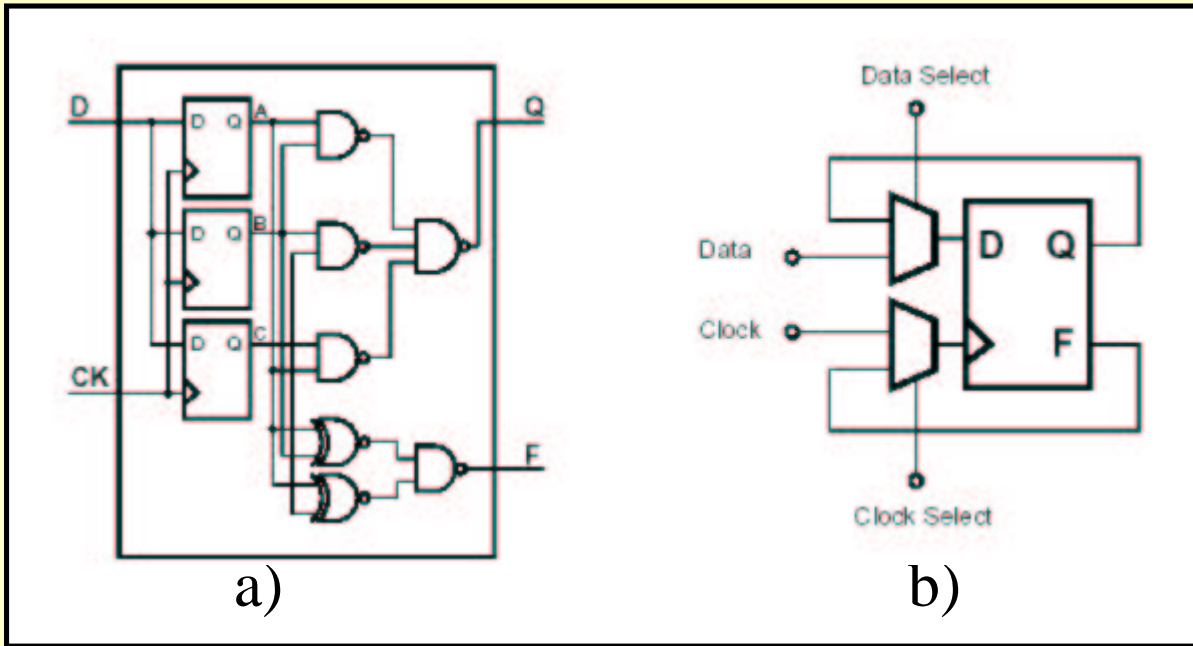 D
Q
D Q A
D Q B
D Q C
CK
F
a)
Data Select
Data
D Q
Clock
F
Clock Select
b)